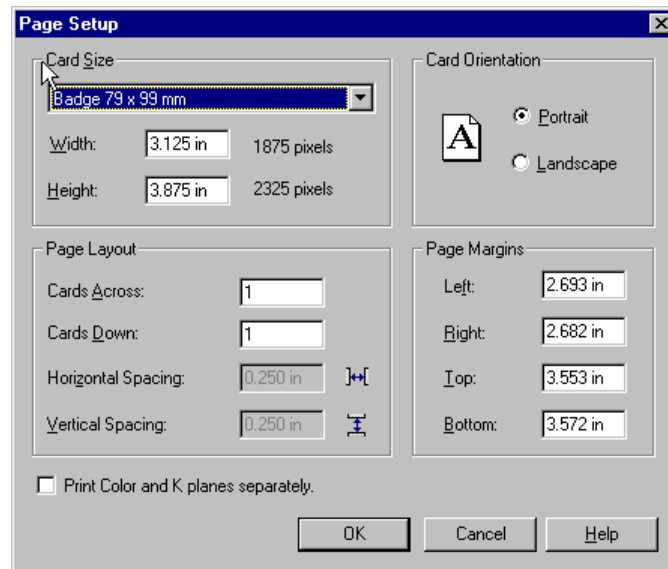 Page Setup
Card Size
Badge 79 x 99 mm
Width: 3.125 in 1875 pixels
Height: 3.875 in 2325 pixels
Card Orientation
A
Portrait
Landscape
Page Layout
Cards Across: 1
Cards Down: 1
Horizontal Spacing: 0.250 in
Vertical Spacing: 0.250 in
Page Margins
Left: 2.693 in
Right: 2.682 in
Top: 3.553 in
Bottom: 3.572 in
Print Color and K planes separately.
OK Cancel Help